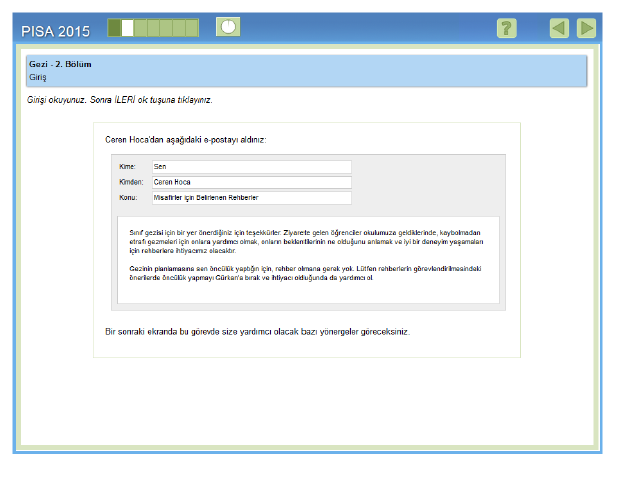 PISA 2015
?
Gezi - 2. Bölüm
Giriş
Girişi okuyunuz. Sonra İLERİ ok tuşuna tıklayınız.
Ceren Hoca'dan aşağıdaki e-postayı aldınız:
Kime: Sen
Kimden: Ceren Hoca
Konu: Misafirler için Belirlenen Rehberler
Sınıf gezisi için bir yer önerdiğiniz için teşekkürler. Ziyarete gelen öğrenciler okulumuza geldiklerinde, kaybolmadan
etrafı gezmeleri için onlara yardımcı olmak, onların beklentilerinin ne olduğunu anlamak ve iyi bir deneyim yaşamaları
için rehberlere ihtiyacımız olacaktır.
Gezinin planlamasına sen öncülük yaptığın için, rehber olmana gerek yok. Lütfen rehberlerin görevlendirilmesindeki
önerilerde öncülük yapmayı Gürkan'a bırak ve ihtiyacı olduğunda da yardımcı ol.
Bir sonraki ekranda bu görevde size yardımcı olacak bazı yönergeler göreceksiniz.